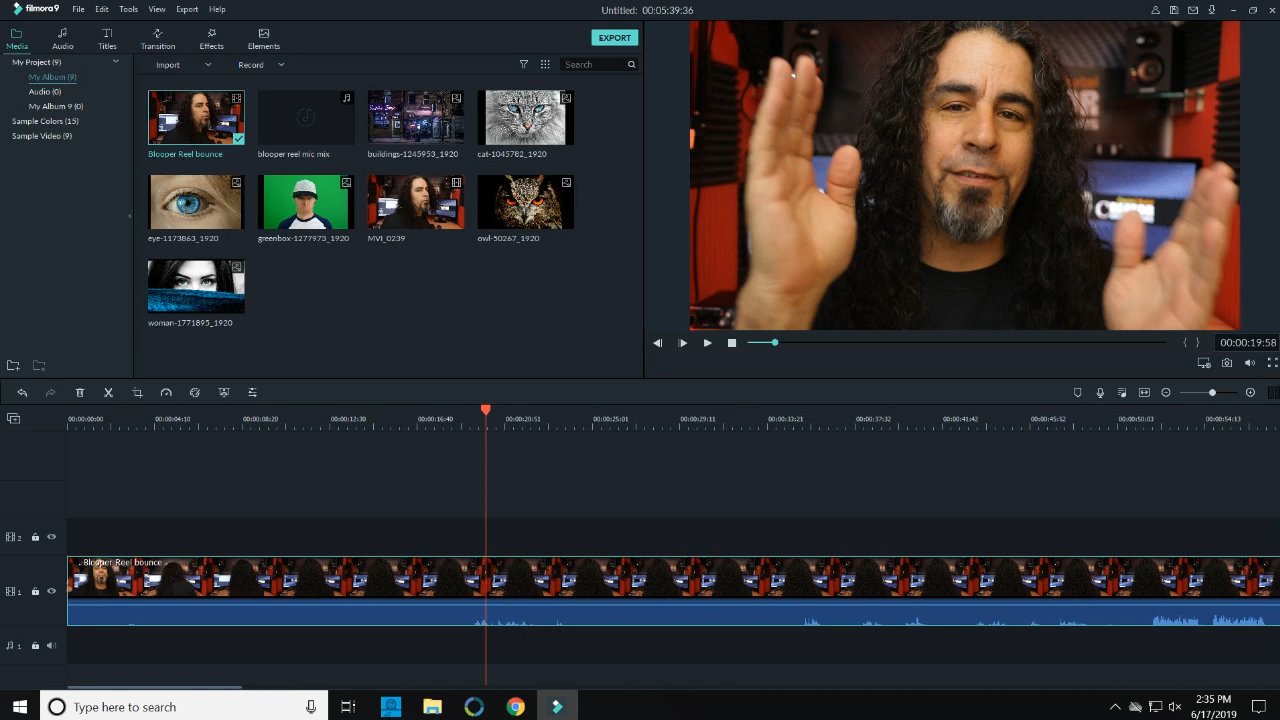 filmora9 File Edit Tools View Export Help Untitled: 00:05:39:36
Media Audio Titles Transition Effects Elements EXPORT
My Project (9) Import Record Search
My Album (9)
Audio (0)
My Album 9 (0)
Sample Colors (15)
Sample Video (9)
Blooper Reel bounce blooper reel mic mix buildings-1245953_1920 cat-1045782_1920
eye-1173863_1920 greenbox-1277973_1920 MVI_0239 owl-50267_1920
woman-1771895_1920
{ } 00:00:19:58
00:00:00:00 00:00:04:10 00:00:08:20 00:00:12:30 00:00:16:40 00:00:20:51 00:00:25:01 00:00:29:11 00:00:33:21 00:00:37:32 00:00:41:42 00:00:45:52 00:00:50:03 00:00:54:13
2
Blooper Reel bounce
1
1
Type here to search
2:35 PM
6/17/2019